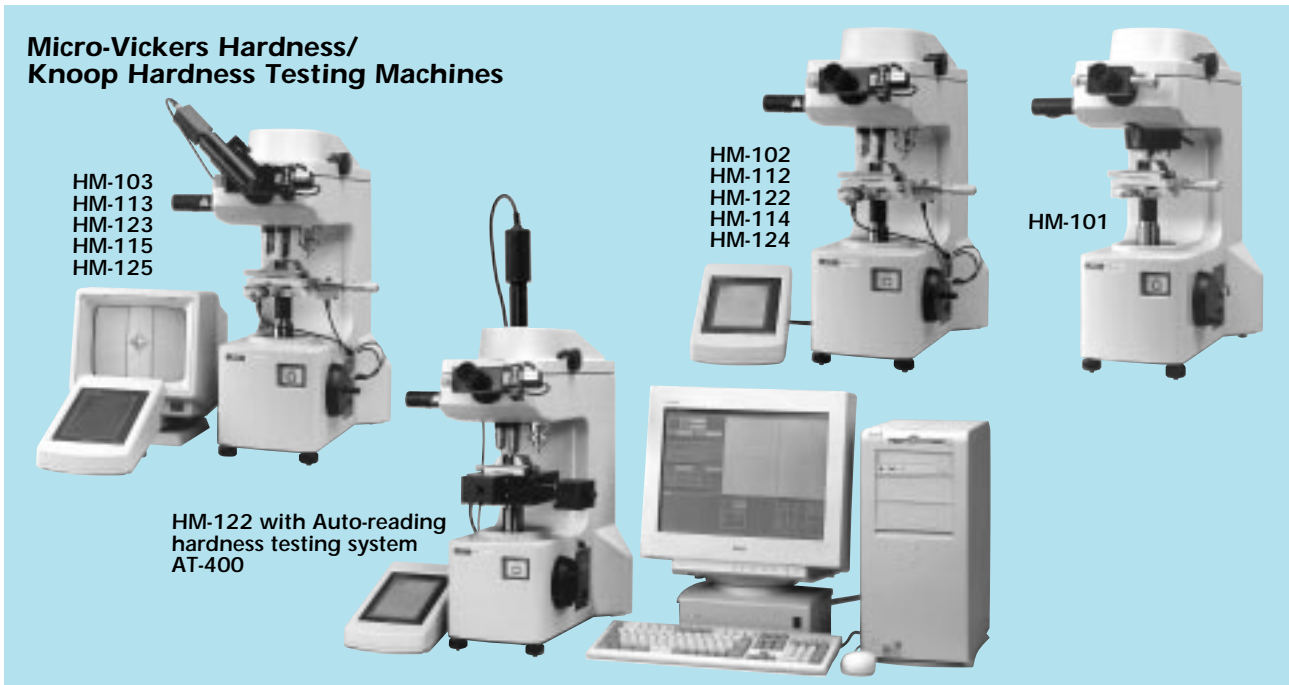 Micro-Vickers Hardness/
Knoop Hardness Testing Machines
HM-103
HM-113
HM-123
HM-115
HM-125
HM-102
HM-112
HM-122
HM-114
HM-124
HM-101
HM-122 with Auto-reading
hardness testing system
AT-400